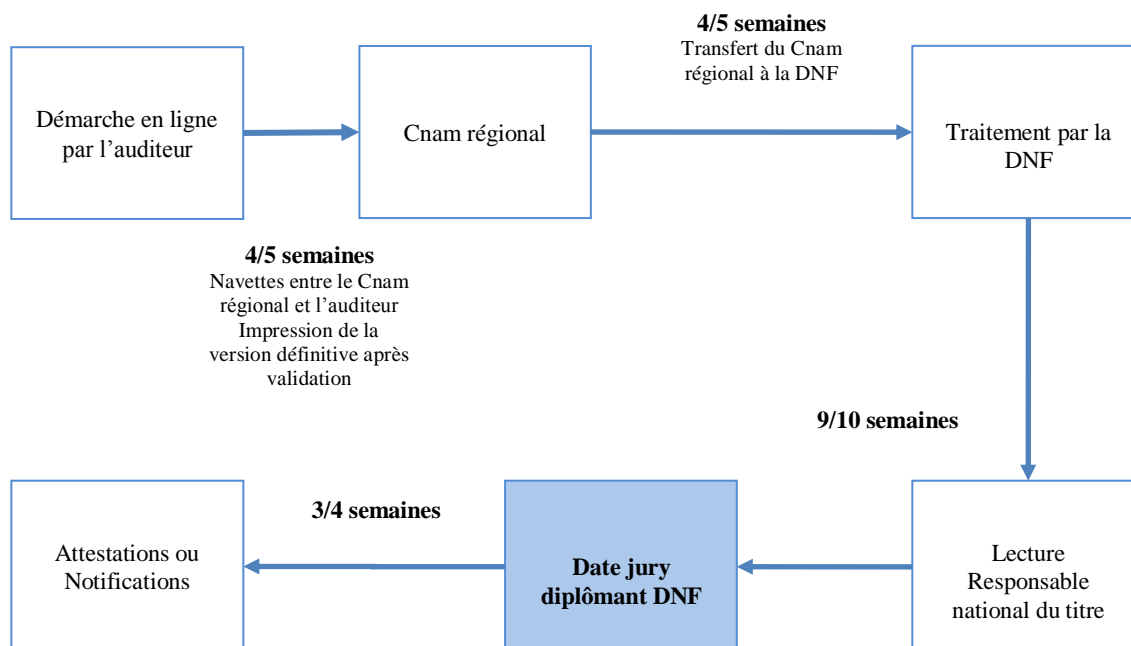 4/5 semaines
Transfert du Cnam
régional à la DNF
Démarche en ligne
par l’auditeur
Cnam régional
Traitement par la
DNF
4/5 semaines
Navettes entre le Cnam
régional et l’auditeur
Impression de la
version définitive après
validation
9/10 semaines
3/4 semaines
Attestations ou
Notifications
Date jury
diplômant DNF
Lecture
Responsable
national du titre